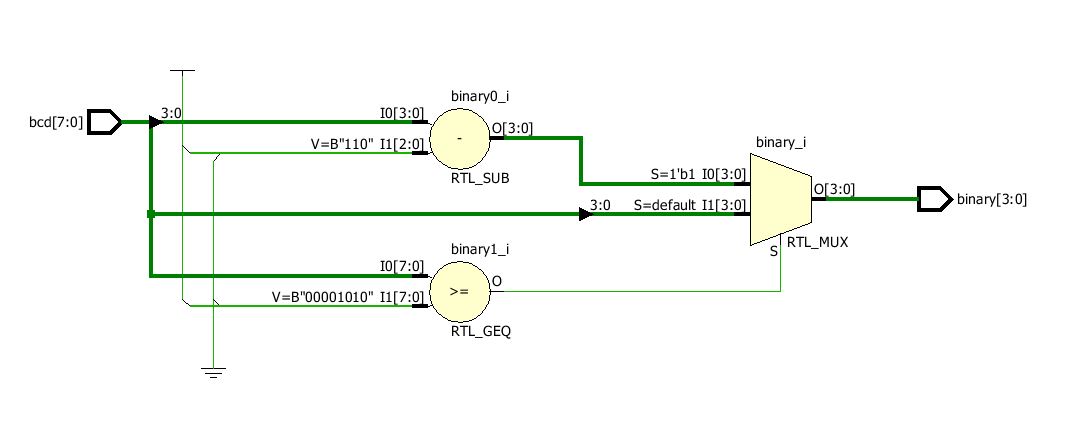 binary0_i
bcd[7:0]
3:0
I0[3:0]
-
O[3:0]
V=B"110" I1[2:0]
RTL_SUB
binary_i
S=1'b1 I0[3:0]
O[3:0]
binary[3:0]
3:0
S=default I1[3:0]
RTL_MUX
S
binary1_i
I0[7:0]
>=
O
V=B"00001010" I1[7:0]
RTL_GEQ